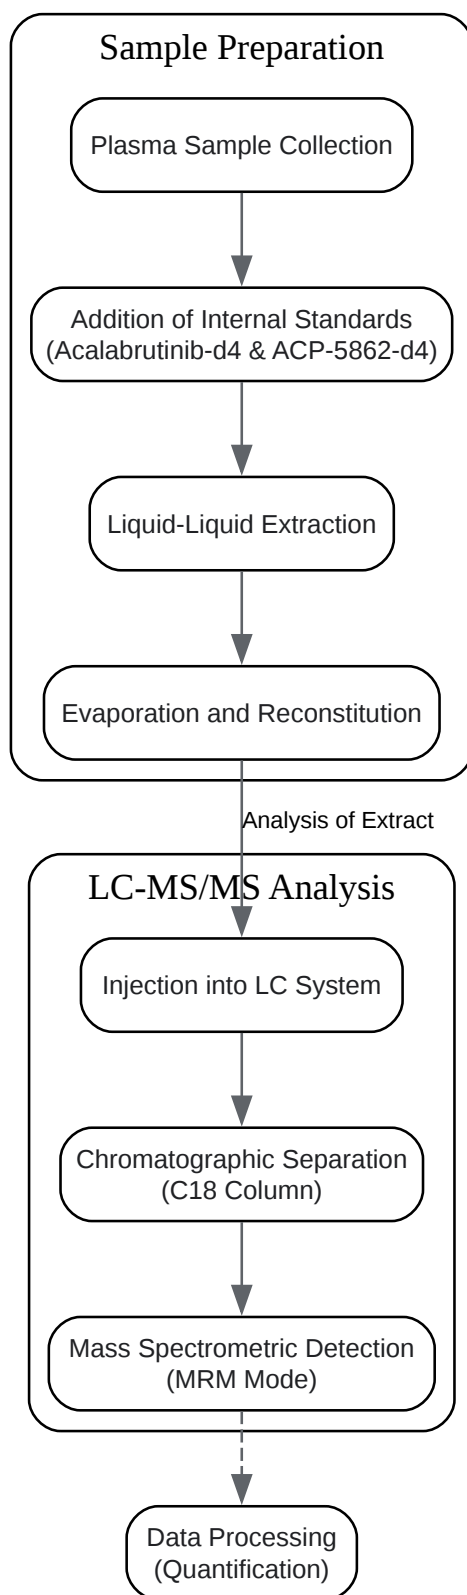 Sample Preparation
Plasma Sample Collection
Addition of Internal Standards
(Acalabrutinib-d4 & ACP-5862-d4)
Liquid-Liquid Extraction
Evaporation and Reconstitution
Analysis of Extract
LC-MS/MS Analysis
Injection into LC System
Chromatographic Separation
(C18 Column)
Mass Spectrometric Detection
(MRM Mode)
Data Processing
(Quantification)